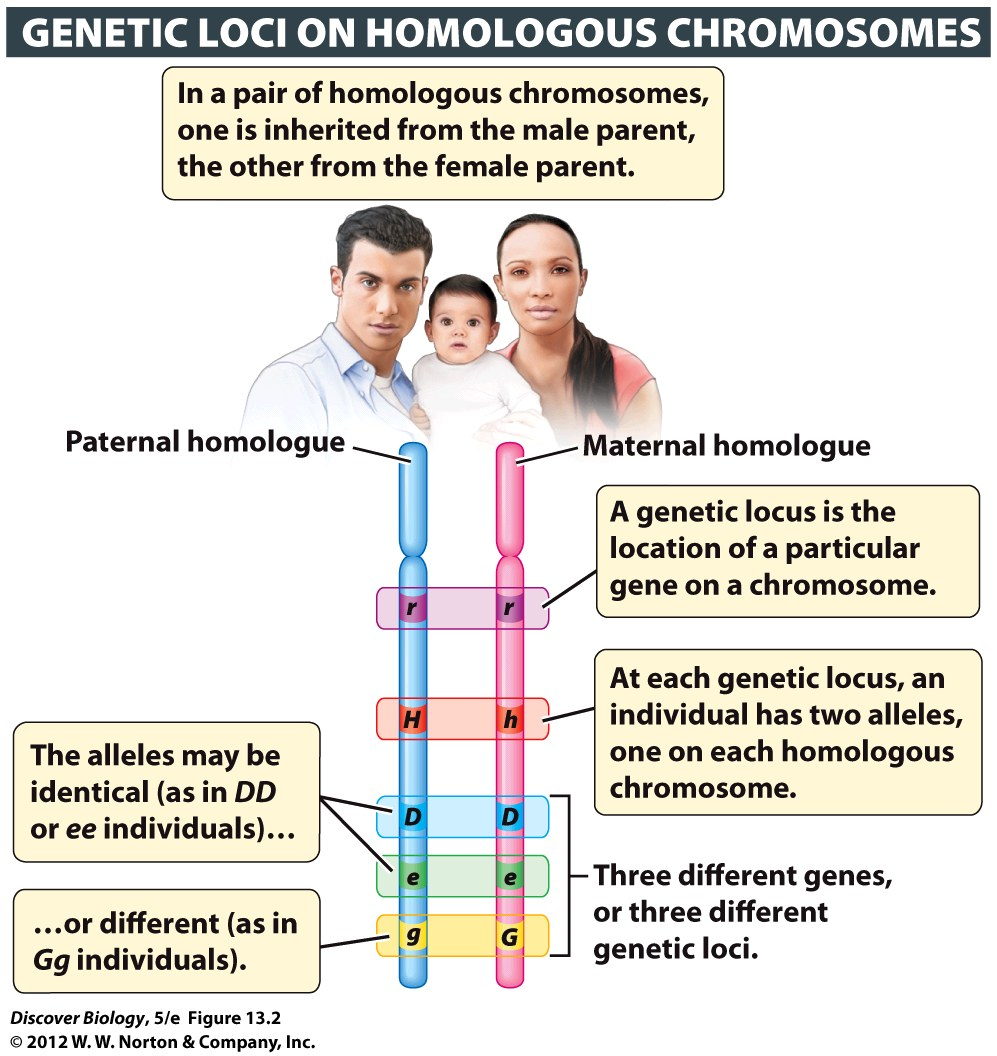 GENETIC LOCI ON HOMOLOGOUS CHROMOSOMES
In a pair of homologous chromosomes,
one is inherited from the male parent,
the other from the female parent.
Paternal homologue
Maternal homologue
A genetic locus is the
location of a particular
gene on a chromosome.
r r
At each genetic locus, an
individual has two alleles,
one on each homologous
chromosome.
H h
The alleles may be
identical (as in DD
or ee individuals)...
D D
e e
Three different genes,
or three different
genetic loci.
...or different (as in
Gg individuals).
g G
Discover Biology, 5/e Figure 13.2
© 2012 W. W. Norton & Company, Inc.